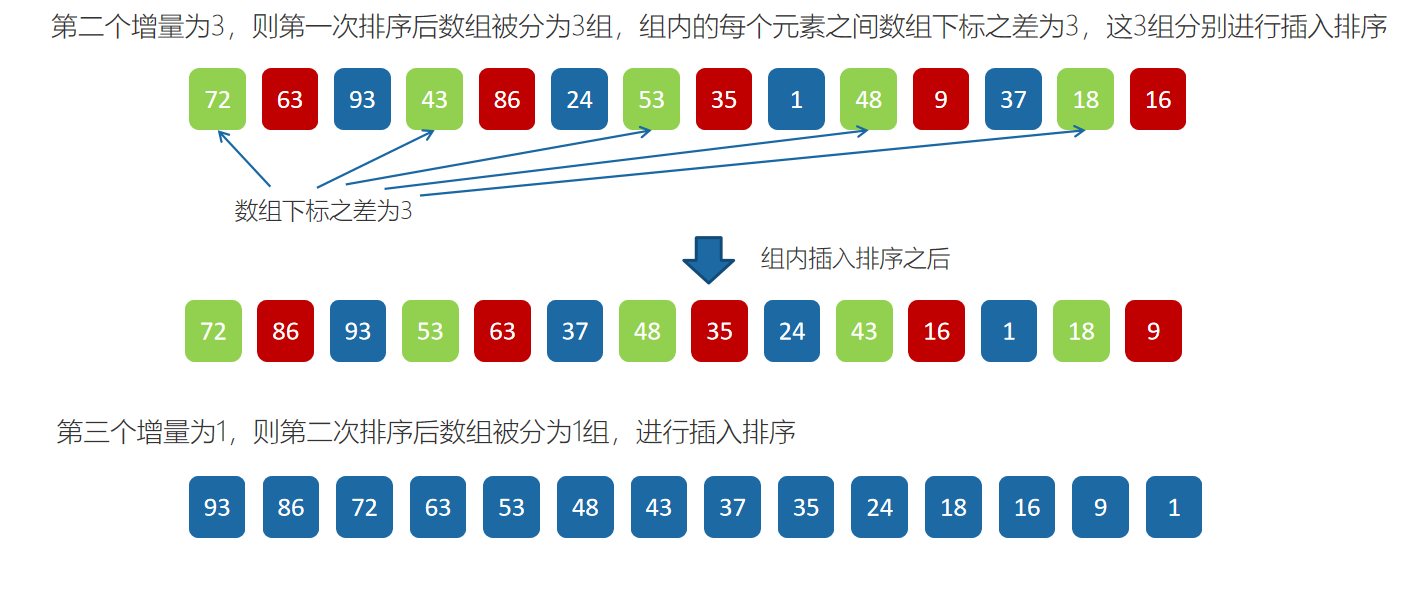 第二个增量为3，则第一次排序后数组被分为3组，组内的每个元素之间数组下标之差为3，这3组分别进行插入排序
72 63 93 43 86 24 53 35 1 48 9 37 18 16
数组下标之差为3
组内插入排序之后
72 86 93 53 63 37 48 35 24 43 16 1 18 9
第三个增量为1，则第二次排序后数组被分为1组，进行插入排序
93 86 72 63 53 48 43 37 35 24 18 16 9 1